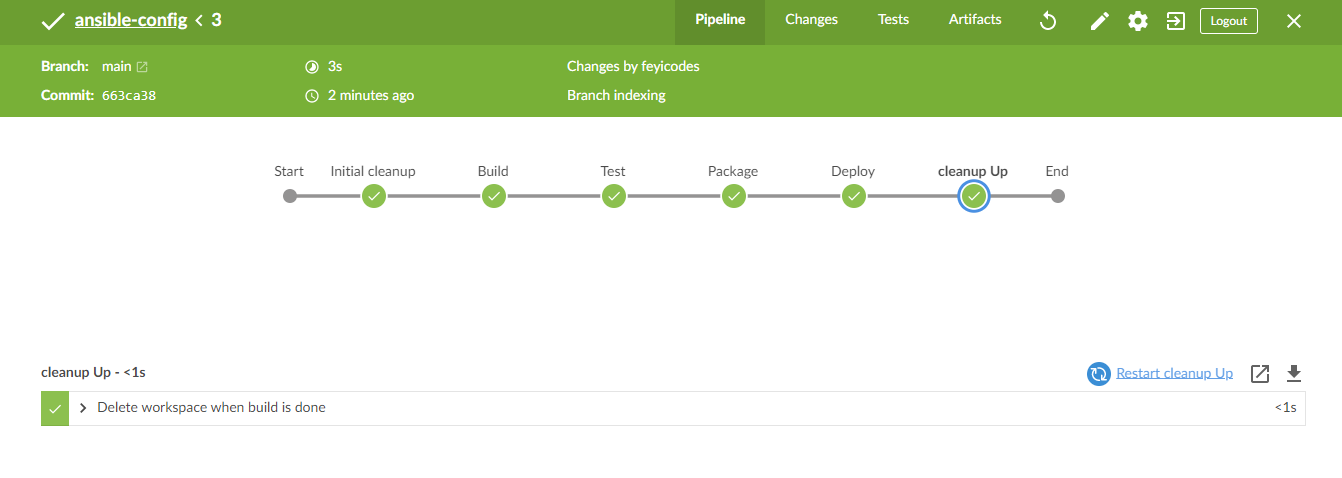 ansible-config < 3 Pipeline Changes Tests Artifacts Logout
Branch: main 3s Changes by feyicodes
Commit: 663ca38 2 minutes ago Branch indexing
Start Initial cleanup Build Test Package Deploy cleanup Up End
cleanup Up - <1s Restart cleanup Up
Delete workspace when build is done <1s